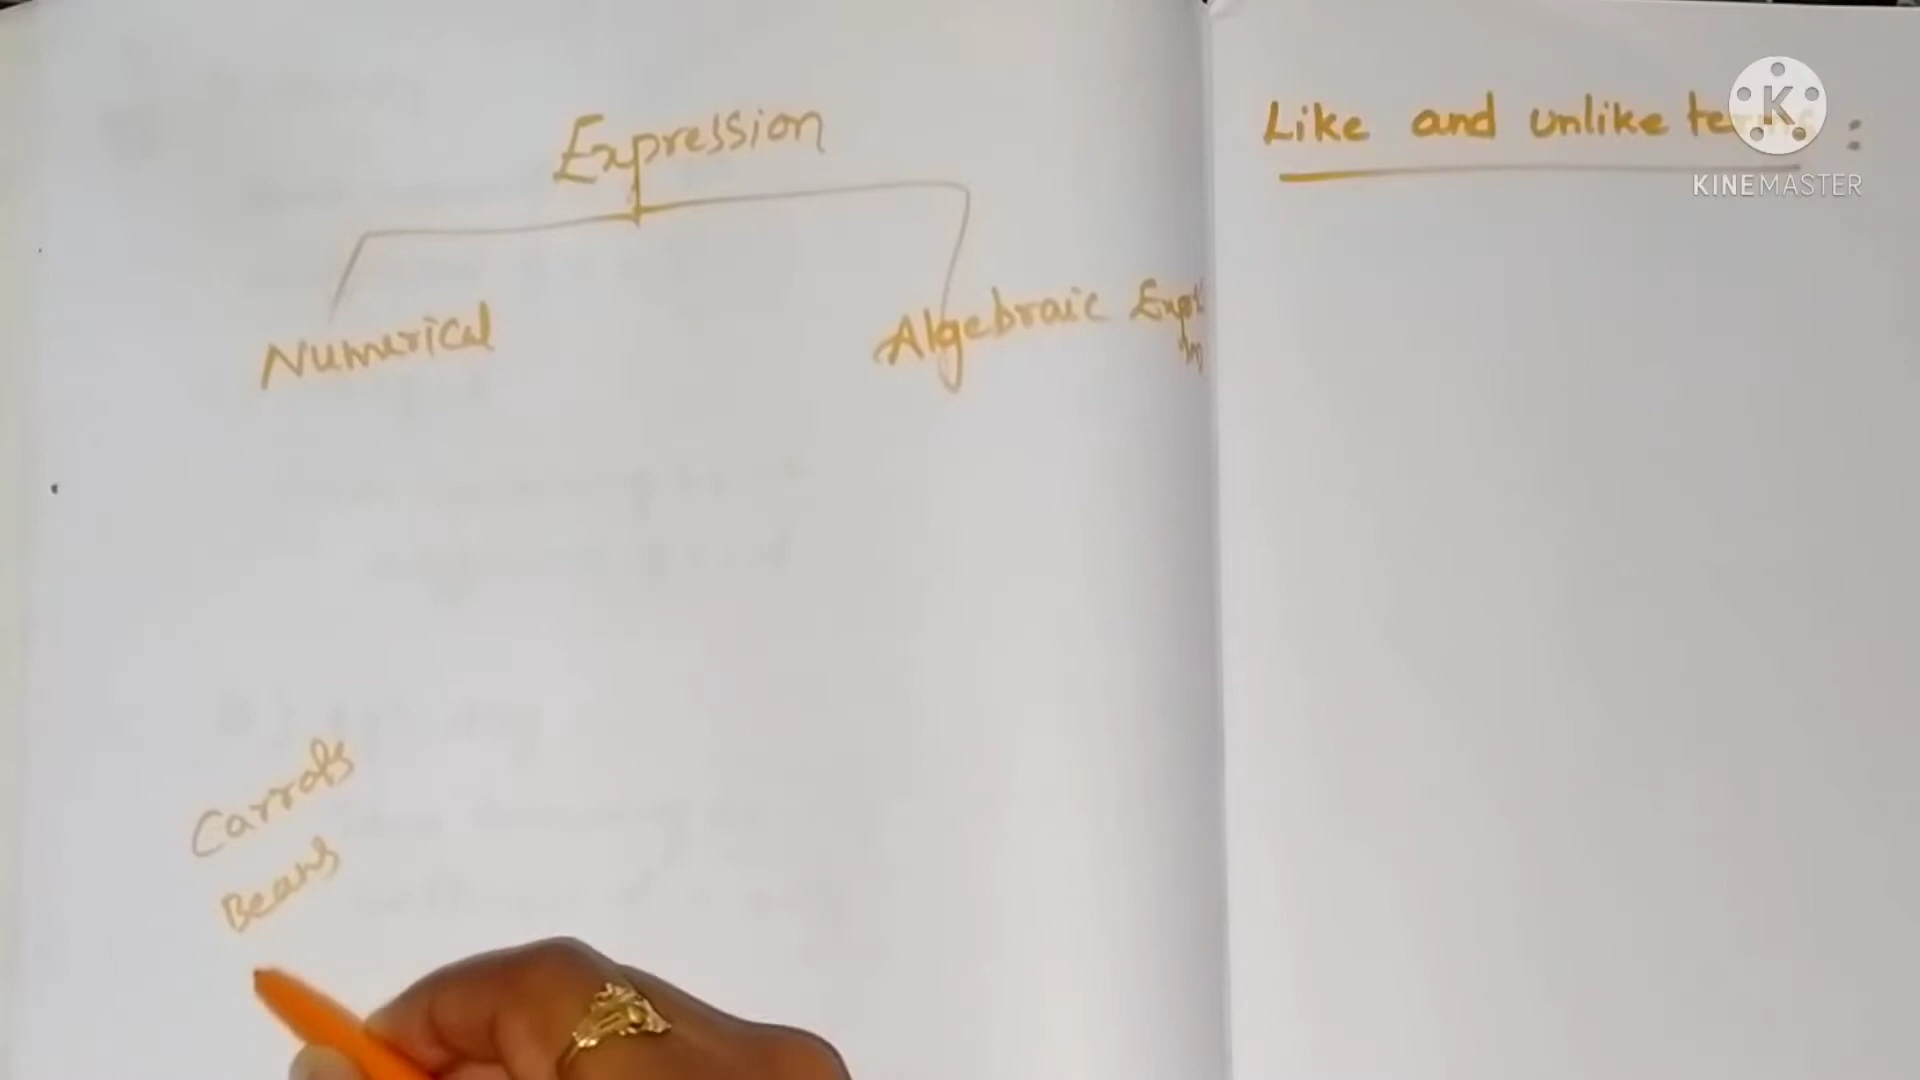 Expression
Numerical
Algebraic
Carrots
Beans
Like and unlike
K
KINEMASTER